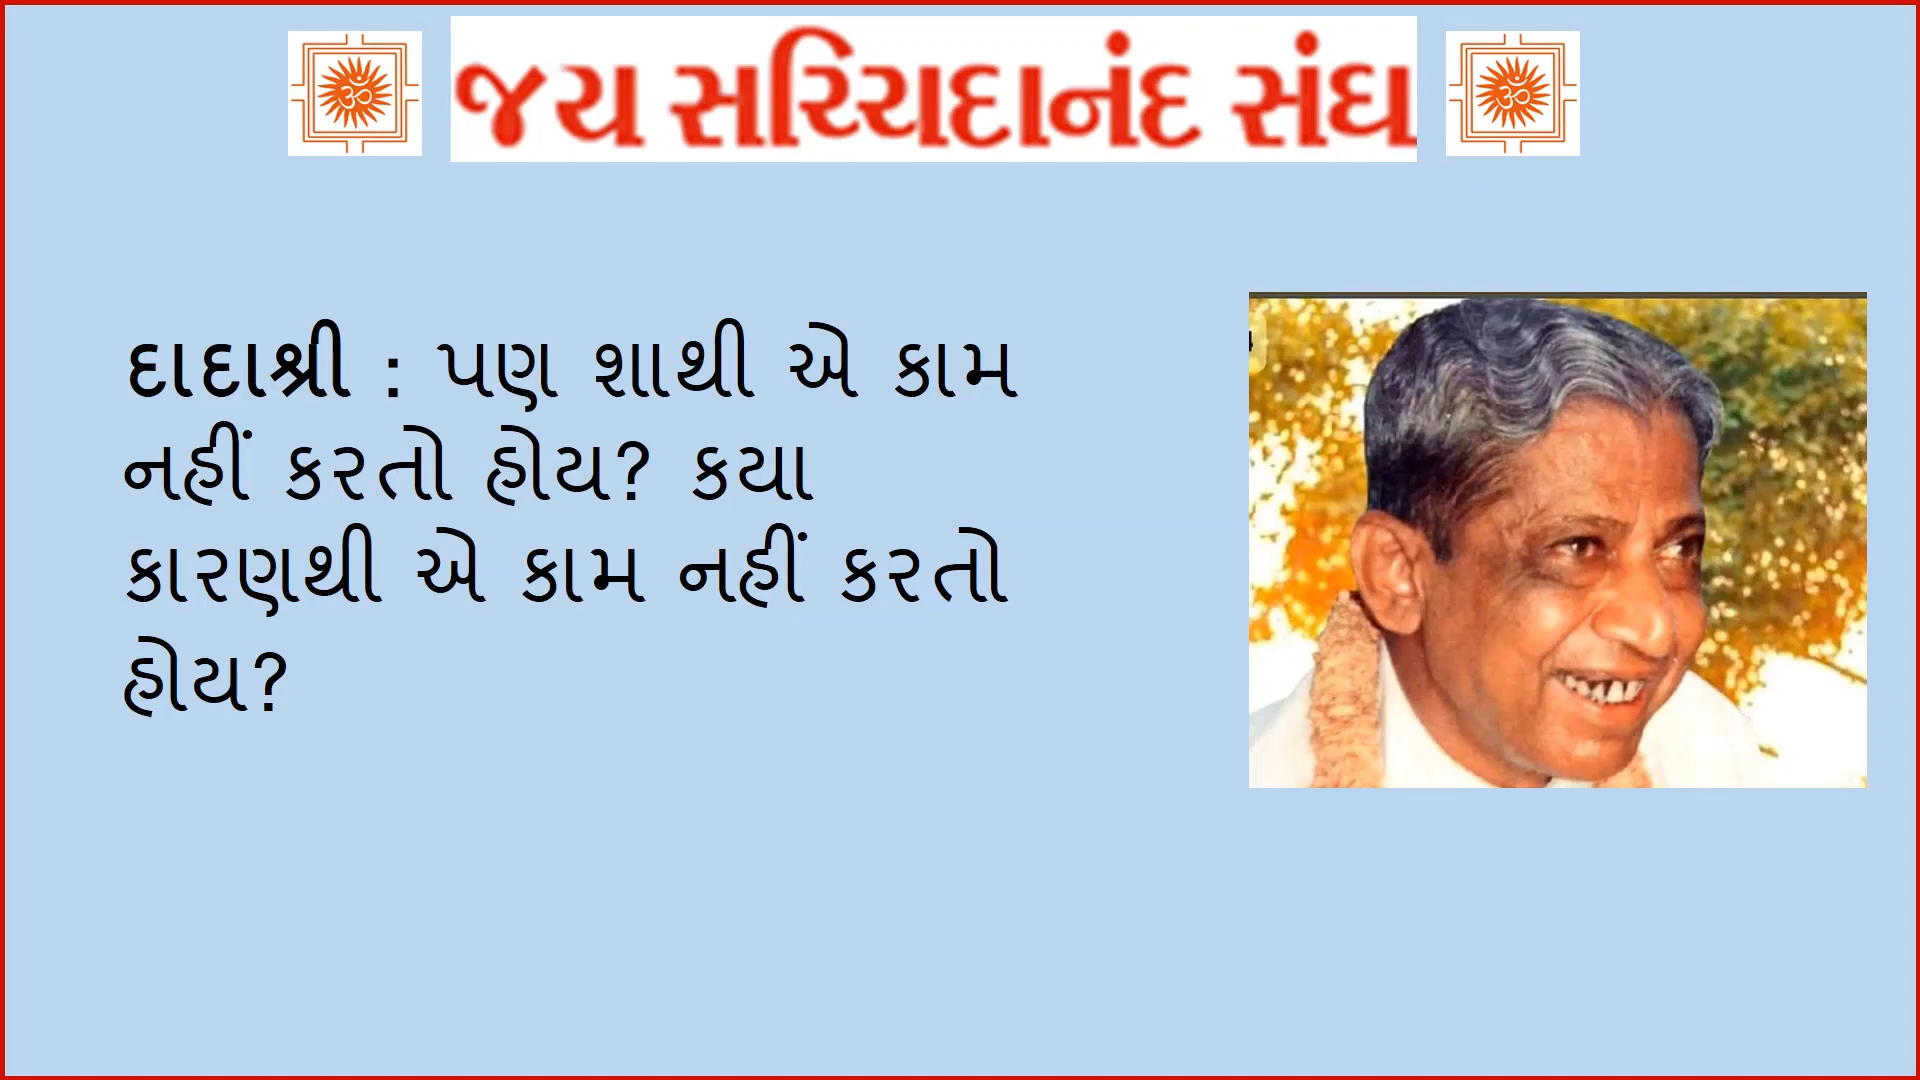 જય સચ્ચિદાનંદ સંઘ
દાદાશ્રી : પણ શાથી એ કામ
નહીં કરતો હોય? કયા
કારણથી એ કામ નહીં કરતો
હોય?